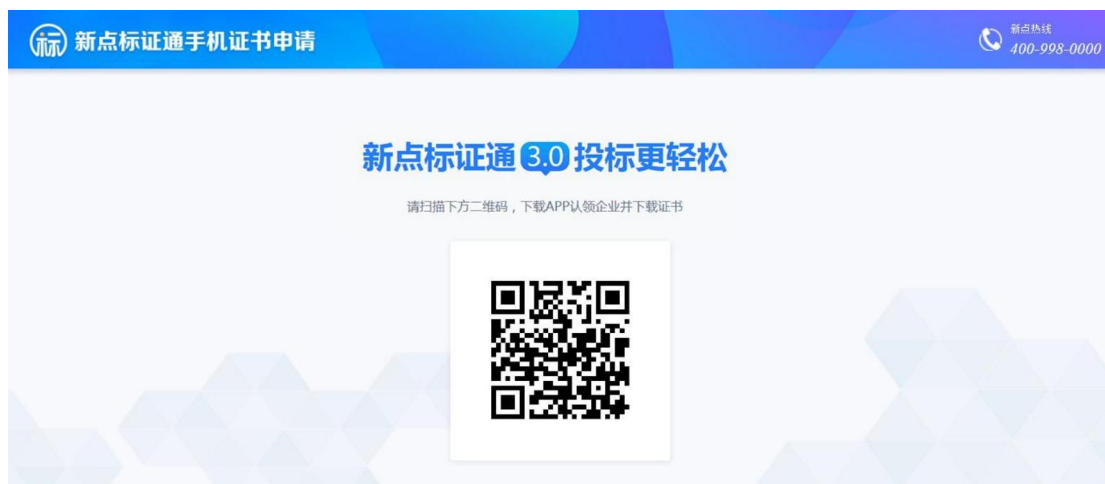 标 新点标证通手机证书申请
新点热线
400-998-0000
新点标证通 3.0 投标更轻松
请扫描下方二维码，下载APP认领企业并下载证书